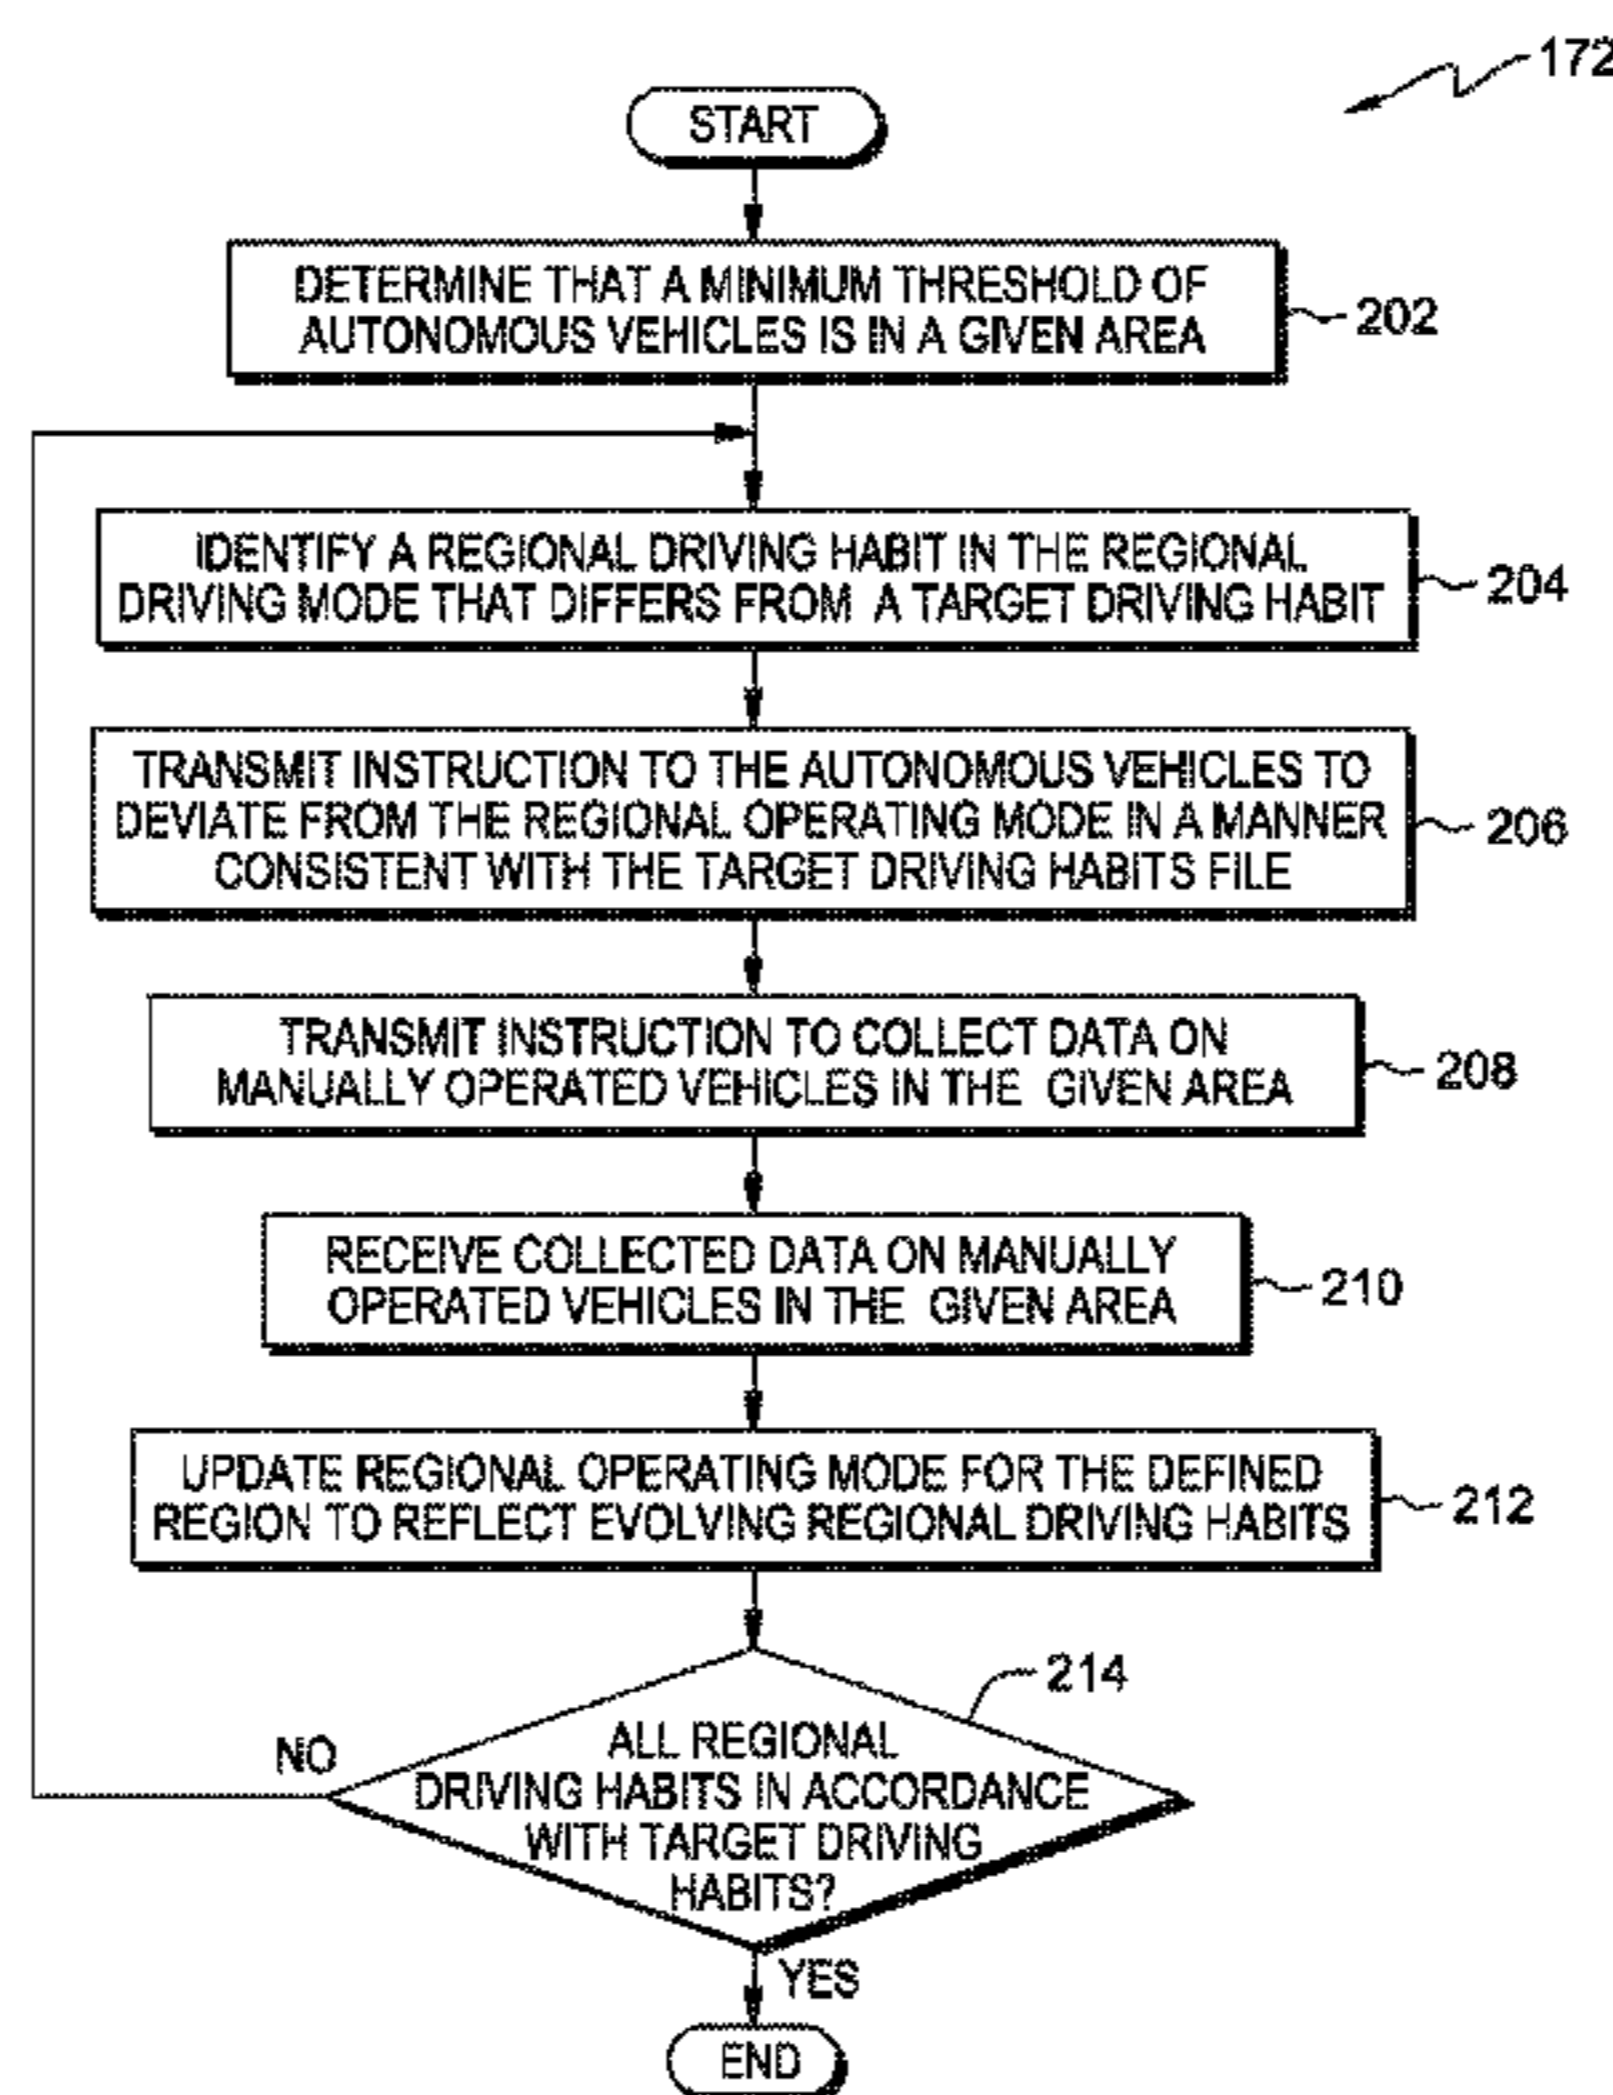 172
START
DETERMINE THAT A MINIMUM THRESHOLD OF
AUTONOMOUS VEHICLES IS IN A GIVEN AREA
202
IDENTIFY A REGIONAL DRIVING HABIT IN THE REGIONAL
DRIVING MODE THAT DIFFERS FROM A TARGET DRIVING HABIT
204
TRANSMIT INSTRUCTION TO THE AUTONOMOUS VEHICLES TO
DEVIATE FROM THE REGIONAL OPERATING MODE IN A MANNER
CONSISTENT WITH THE TARGET DRIVING HABITS FILE
206
TRANSMIT INSTRUCTION TO COLLECT DATA ON
MANUALLY OPERATED VEHICLES IN THE GIVEN AREA
208
RECEIVE COLLECTED DATA ON MANUALLY
OPERATED VEHICLES IN THE GIVEN AREA
210
UPDATE REGIONAL OPERATING MODE FOR THE DEFINED
REGION TO REFLECT EVOLVING REGIONAL DRIVING HABITS
212
214
ALL REGIONAL
DRIVING HABITS IN ACCORDANCE
WITH TARGET DRIVING
HABITS?
NO
YES
END